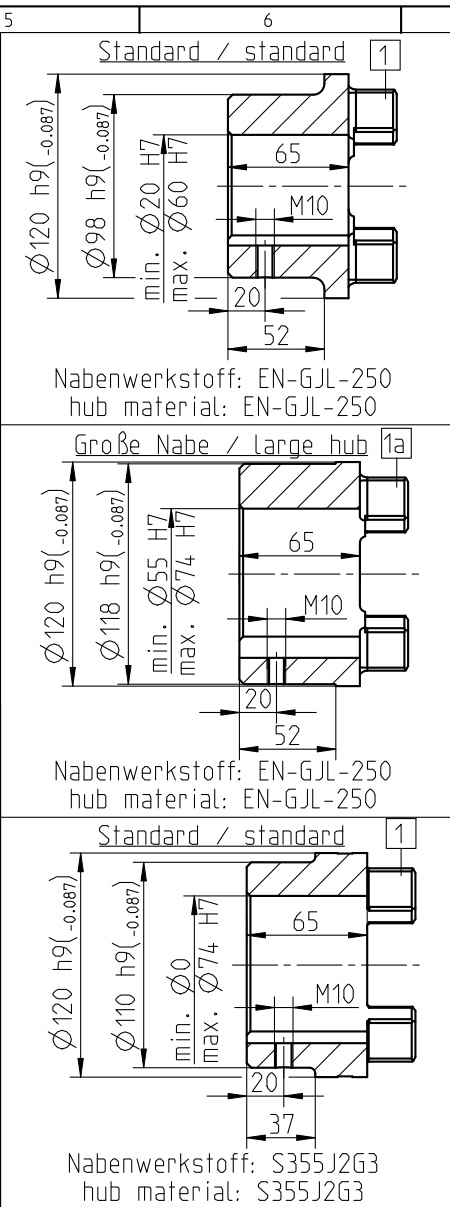 5 6
Standard / standard 1
Ø120 h9(-0.087)
Ø98 h9(-0.087)
min. Ø20 H7
max. Ø60 H7
65
M10
20
52
Nabenwerkstoff: EN-GJL-250
hub material: EN-GJL-250
Große Nabe / large hub 1a
Ø120 h9(-0.087)
Ø118 h9(-0.087)
min. Ø55 H7
max. Ø74 H7
65
M10
20
52
Nabenwerkstoff: EN-GJL-250
hub material: EN-GJL-250
Standard / standard 1
Ø120 h9(-0.087)
Ø110 h9(-0.087)
min. Ø0
max. Ø74 H7
65
M10
20
37
Nabenwerkstoff: S355J2G3
hub material: S355J2G3